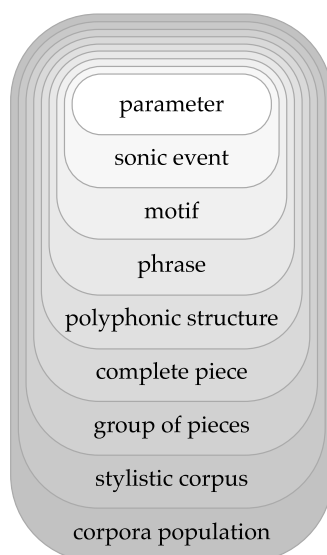 parameter
sonic event
motif
phrase
polyphonic structure
complete piece
group of pieces
stylistic corpus
corpora population